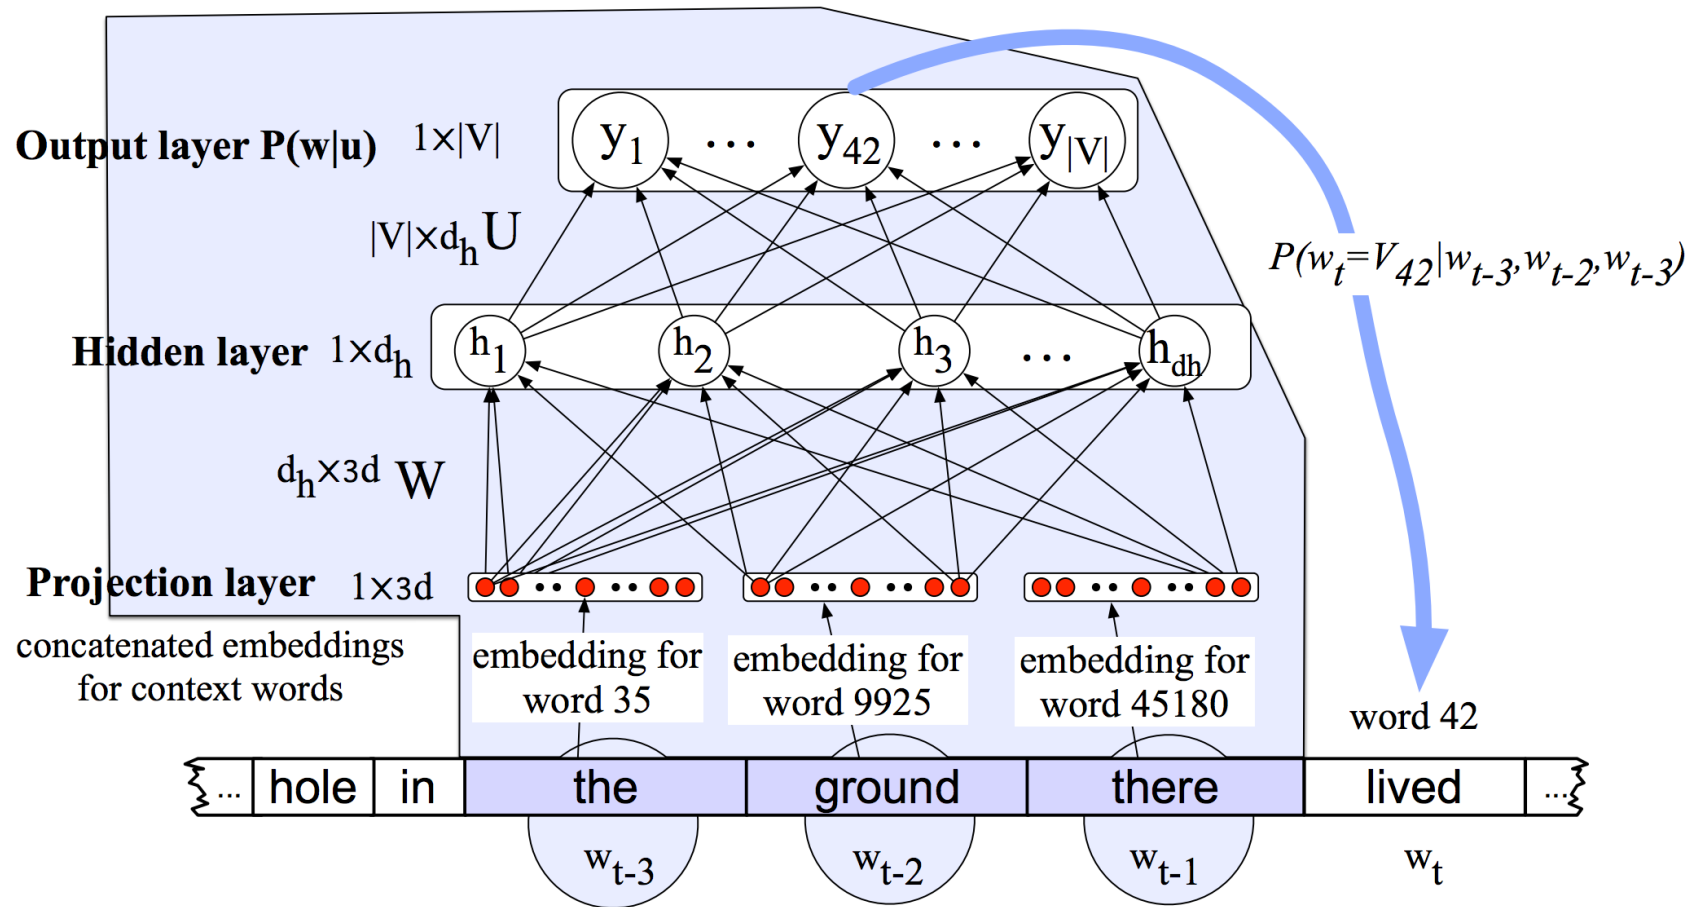 Output layer P(w|u) 1×|V|
y1 ... y42 ... y|V|
|V|×dh U
P(wt=V42|wt-3,wt-2,wt-3)
Hidden layer 1×dh
h1 h2 h3 ... hdh
dh×3d W
Projection layer 1×3d
concatenated embeddings
for context words
embedding for
word 35
embedding for
word 9925
embedding for
word 45180
word 42
... hole in the ground there lived ...
wt-3 wt-2 wt-1 wt